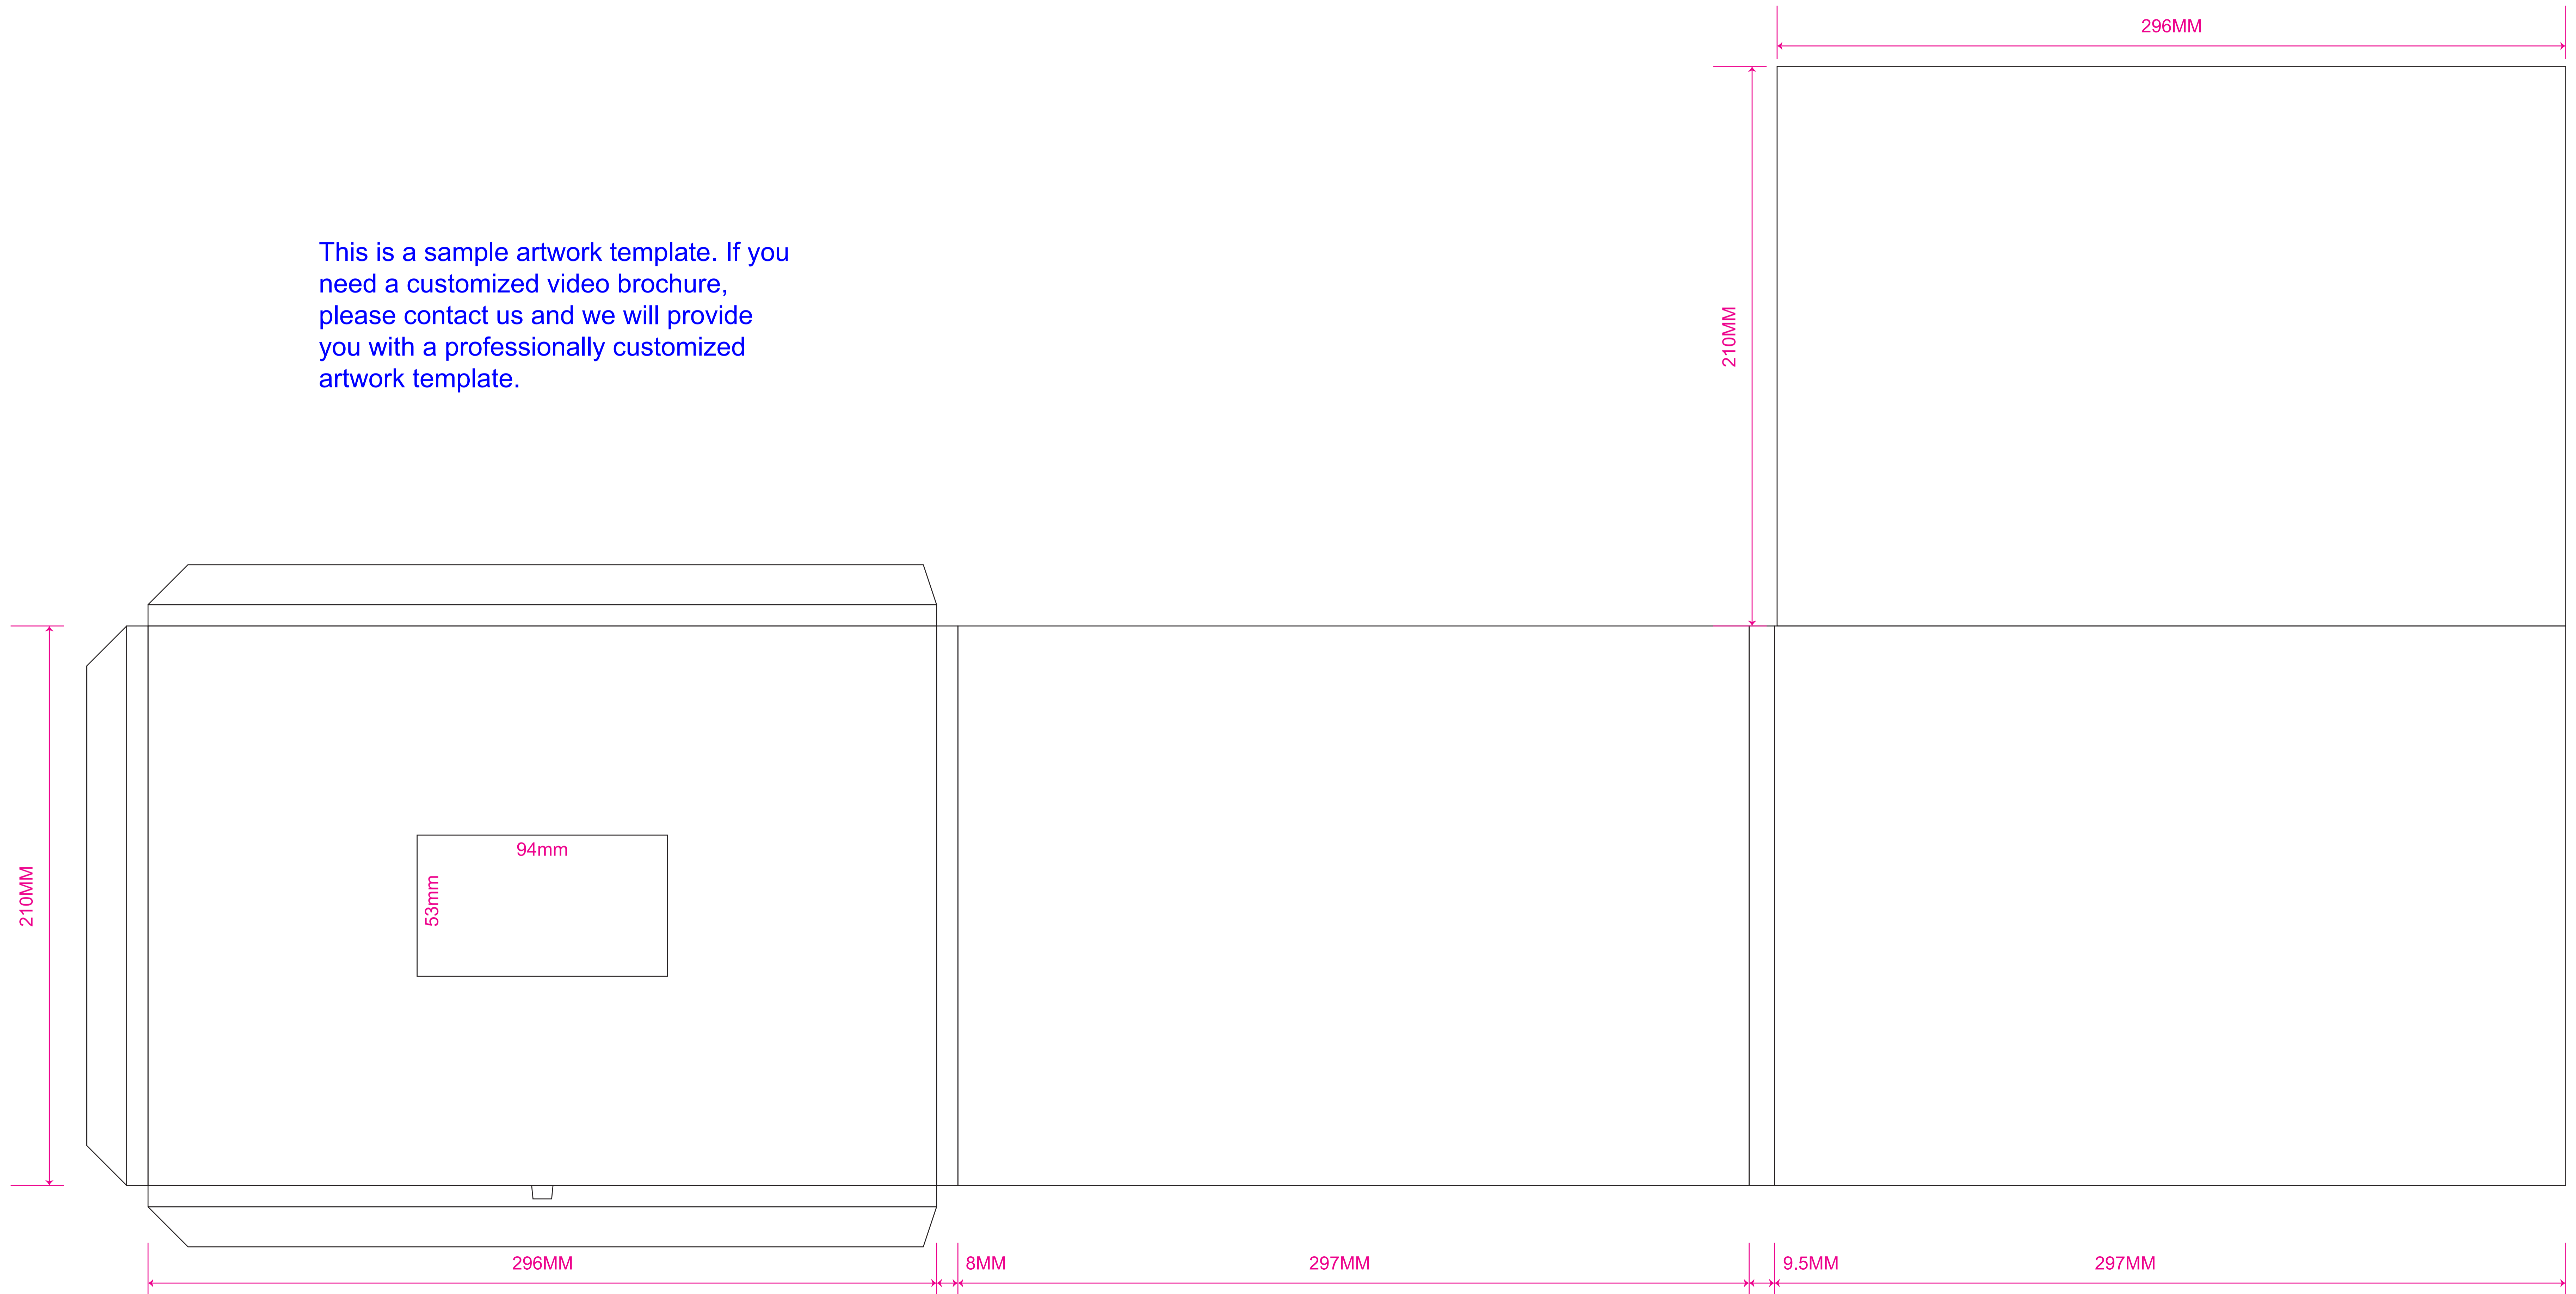 296MM
210MM
This is a sample artwork template. If you
need a customized video brochure,
please contact us and we will provide
you with a professionally customized
artwork template.
210MM
94mm
53mm
296MM
8MM
297MM
9.5MM
297MM